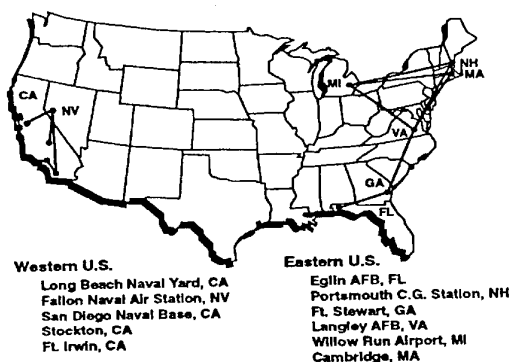 NH
MA
MI
CA
NV
VA
GA
FL
Western U.S.
Long Beach Naval Yard, CA
Fallon Naval Air Station, NV
San Diego Naval Base, CA
Stockton, CA
Ft. Irwin, CA
Eastern U.S.
Eglin AFB, FL
Portsmouth C.G. Station, NH
Ft. Stewart, GA
Langley AFB, VA
Willow Run Airport, MI
Cambridge, MA